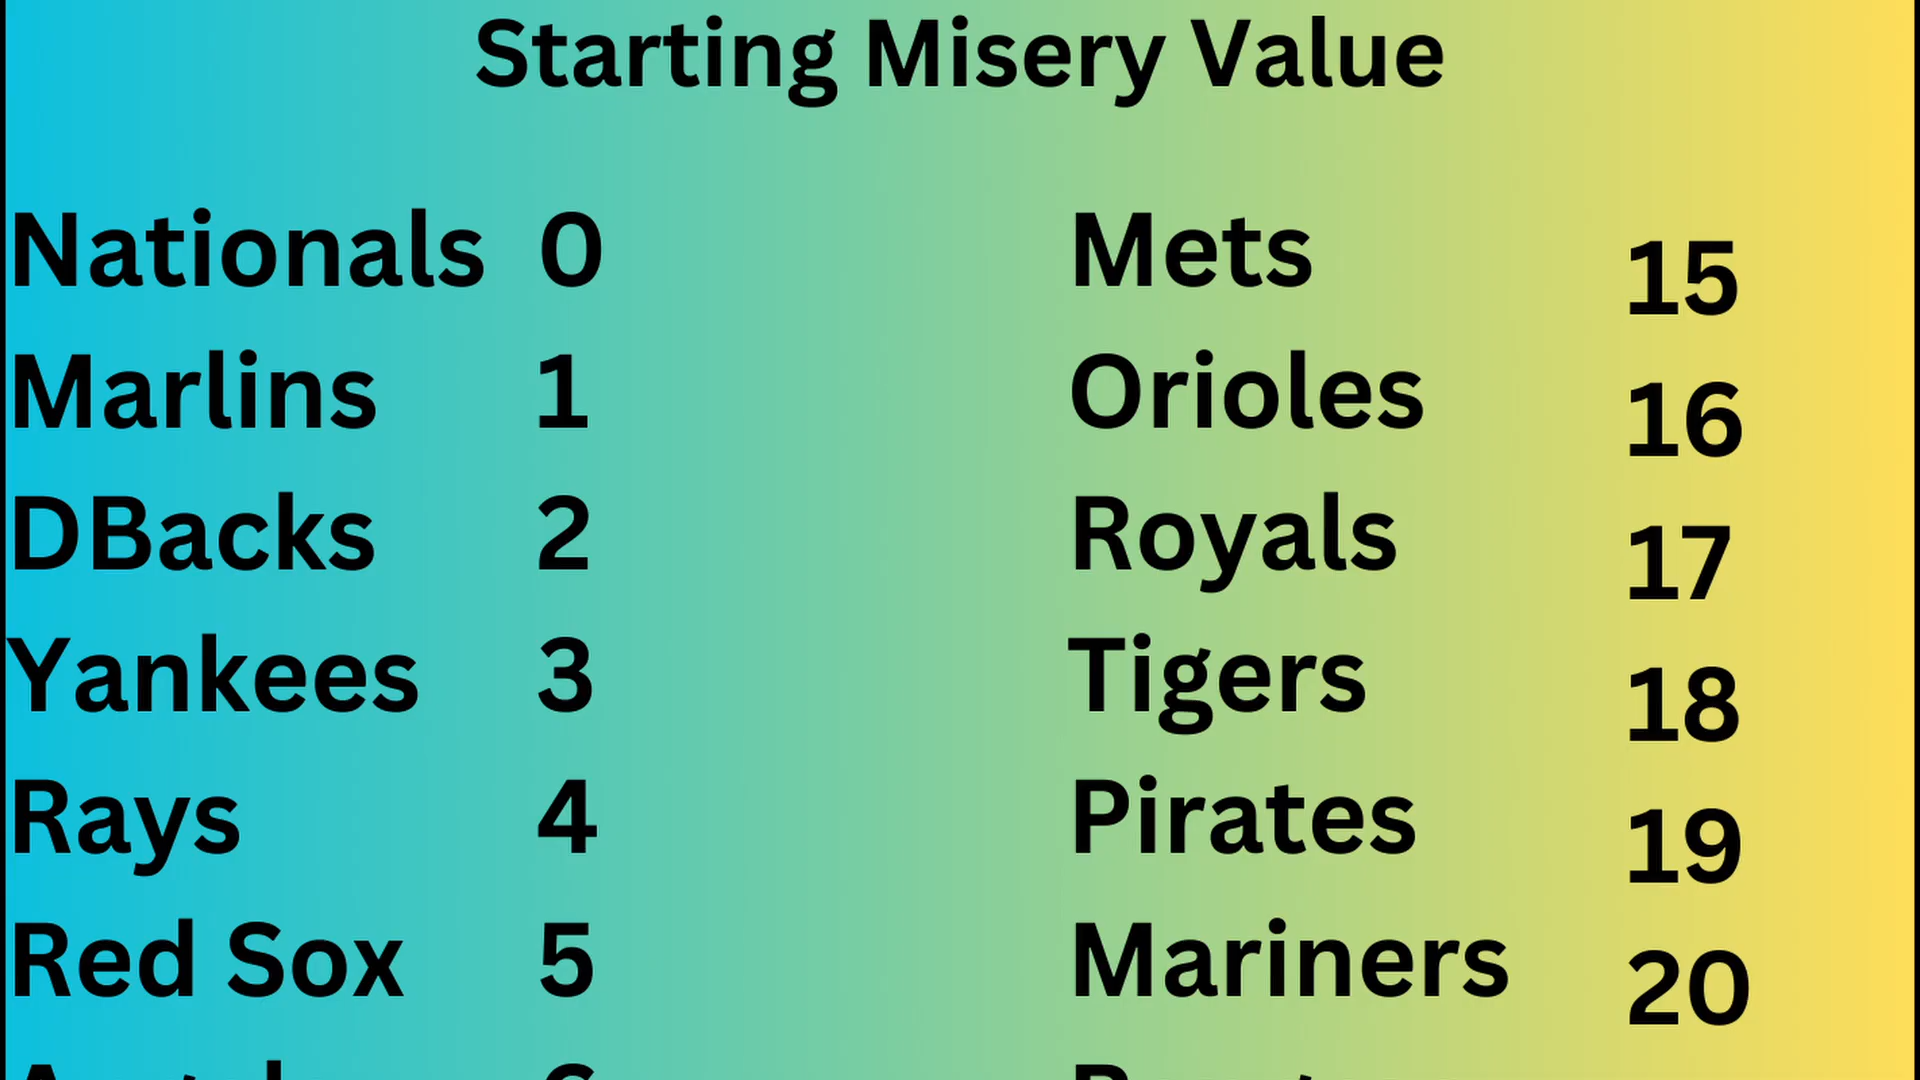 Starting Misery Value
Nationals 0
Marlins 1
DBacks 2
Yankees 3
Rays 4
Red Sox 5
Mets 15
Orioles 16
Royals 17
Tigers 18
Pirates 19
Mariners 20